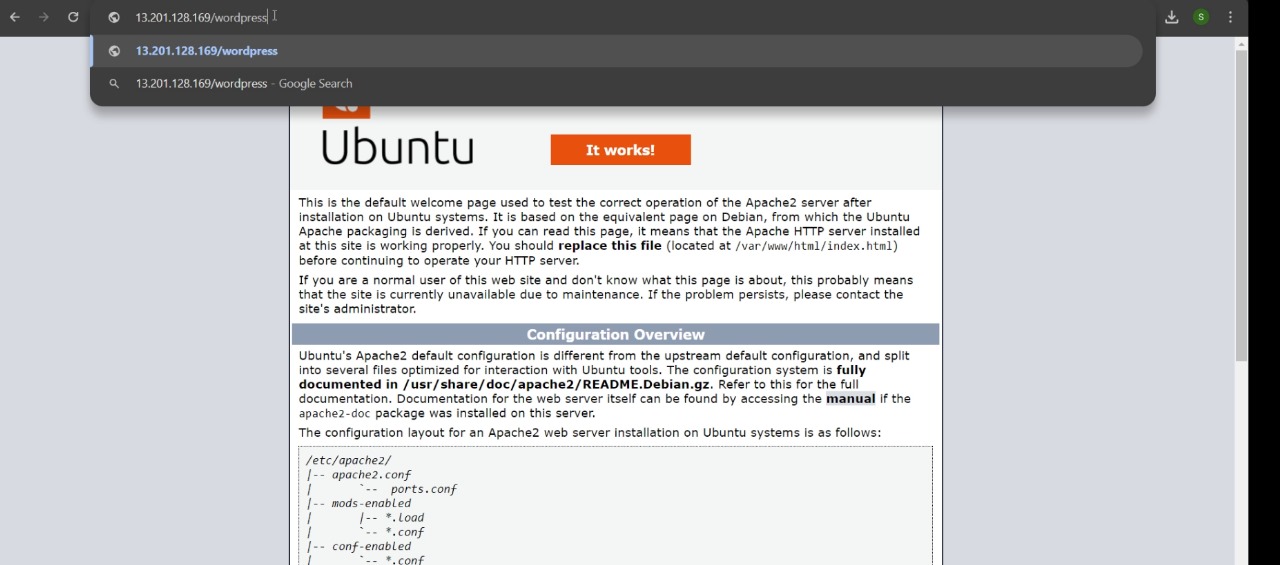 13.201.128.169/wordpress
S
13.201.128.169/wordpress
13.201.128.169/wordpress - Google Search
Ubuntu
It works!
This is the default welcome page used to test the correct operation of the Apache2 server after
installation on Ubuntu systems. It is based on the equivalent page on Debian, from which the Ubuntu
Apache packaging is derived. If you can read this page, it means that the Apache HTTP server installed
at this site is working properly. You should replace this file (located at /var/www/html/index.html)
before continuing to operate your HTTP server.
If you are a normal user of this web site and don't know what this page is about, this probably means
that the site is currently unavailable due to maintenance. If the problem persists, please contact the
site's administrator.
Configuration Overview
Ubuntu's Apache2 default configuration is different from the upstream default configuration, and split
into several files optimized for interaction with Ubuntu tools. The configuration system is fully
documented in /usr/share/doc/apache2/README.Debian.gz. Refer to this for the full
documentation. Documentation for the web server itself can be found by accessing the manual if the
apache2-doc package was installed on this server.
The configuration layout for an Apache2 web server installation on Ubuntu systems is as follows:
/etc/apache2/
|-- apache2.conf
|       `--  ports.conf
|-- mods-enabled
|       |-- *.load
|       `-- *.conf
|-- conf-enabled
|       `-- *.conf